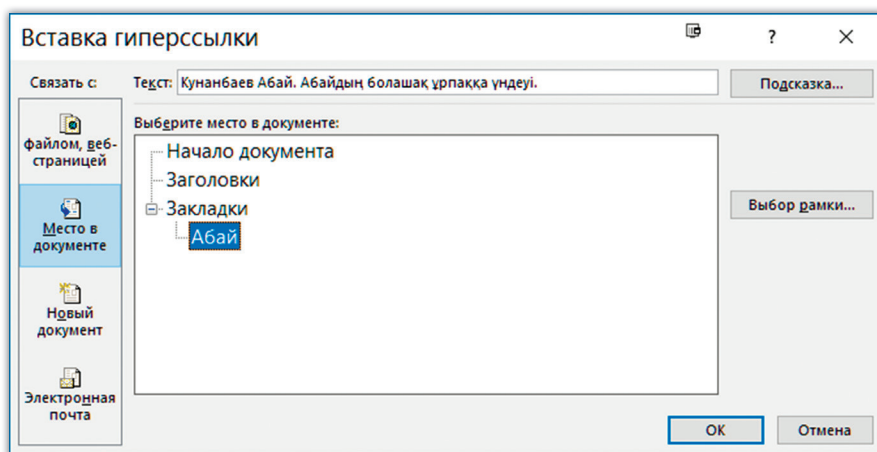 Вставка гиперссылки
?
Связать с:
Текст: Кунанбаев Абай. Абайдың болашақ ұрпаққа үндеуі.
Подсказка...
файлом, веб-
страницей
Место в
документе
Новый
документ
Электронная
почта
Выберите место в документе:
Начало документа
Заголовки
Закладки
Абай
Выбор рамки...
ОК
Отмена